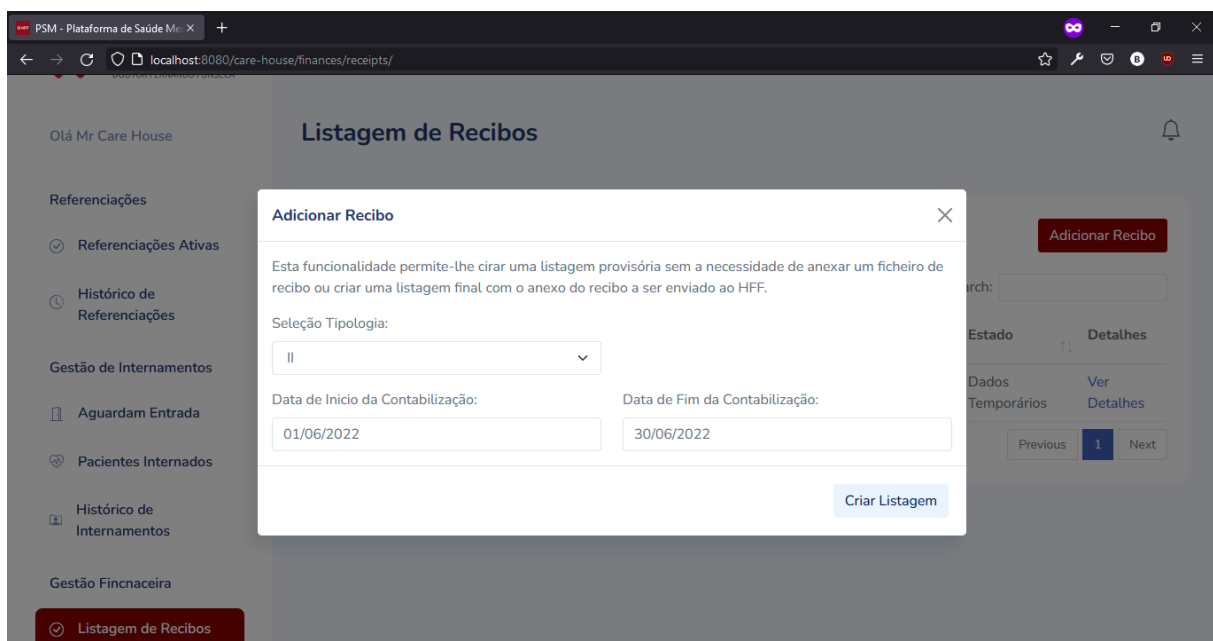 PSM - Plataforma de Saúde Me
localhost:8080/care-house/finances/receipts/
DOUTOR FERNANDO FONSECA
Olá Mr Care House
Listagem de Recibos
Referenciações
Referenciações Ativas
Histórico de
Referenciações
Gestão de Internamentos
Aguardam Entrada
Pacientes Internados
Histórico de
Internamentos
Gestão Fincnaceira
Listagem de Recibos
Adicionar Recibo
Esta funcionalidade permite-lhe cirar uma listagem provisória sem a necessidade de anexar um ficheiro de
recibo ou criar uma listagem final com o anexo do recibo a ser enviado ao HFF.
Seleção Tipologia:
II
Data de Inicio da Contabilização:
Data de Fim da Contabilização:
01/06/2022
30/06/2022
Criar Listagem
Adicionar Recibo
rch:
Estado
Detalhes
Dados
Temporários
Ver
Detalhes
Previous
1
Next